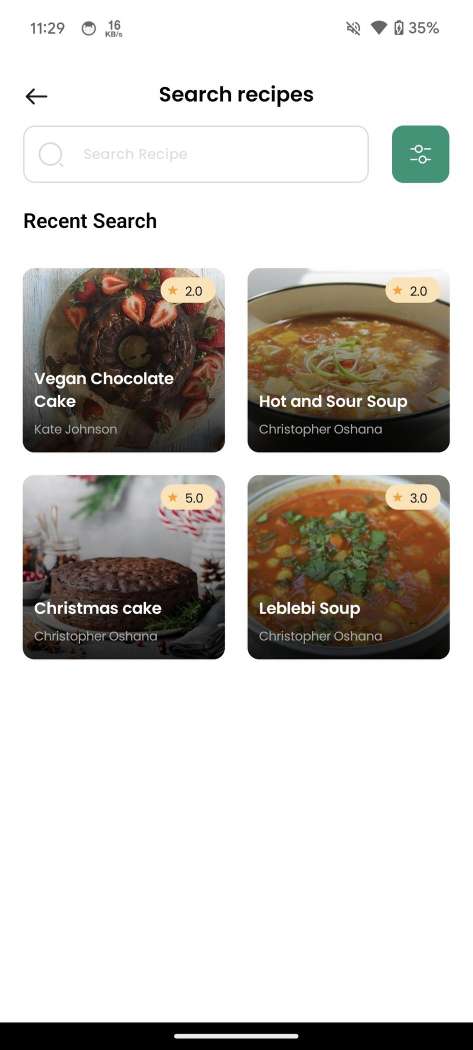 11:29
16
KB/s
35%
Search recipes
Search Recipe
Recent Search
2.0
Vegan Chocolate
Cake
Kate Johnson
2.0
Hot and Sour Soup
Christopher Oshana
5.0
Christmas cake
Christopher Oshana
3.0
Leblebi Soup
Christopher Oshana